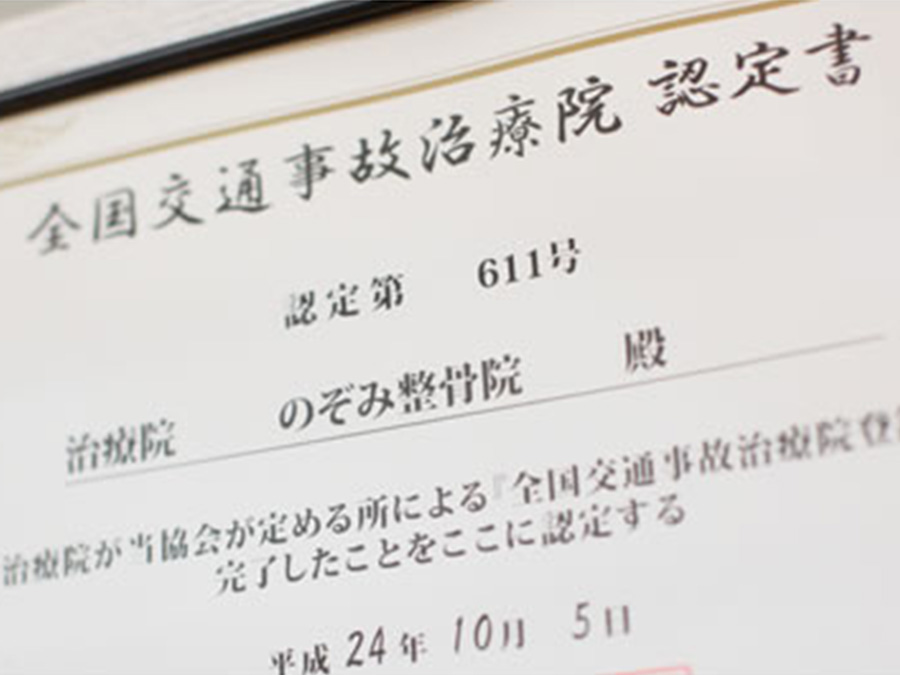 全国交通事故治療院 認定書
認定第 611号
治療院 のぞみ整骨院 殿
治療院が当協会が定める所による『全国交通事故治療院登
完了したことをここに認定する
平成 24年 10月 5日